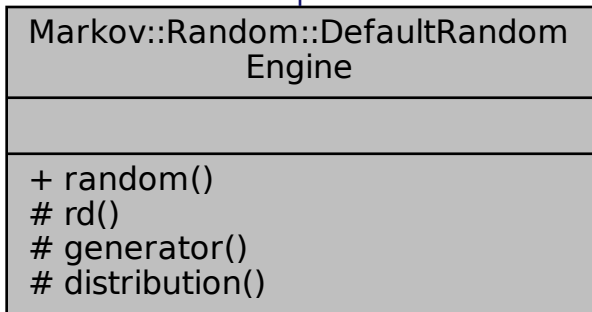 Markov::Random::DefaultRandom
Engine
+ random()
# rd()
# generator()
# distribution()